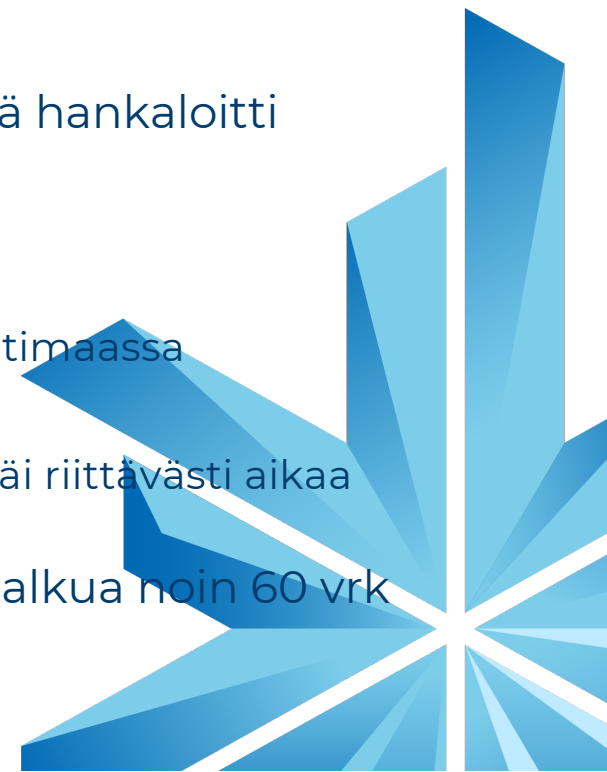 ä hankaloitti
timaassa
äi riittävästi aikaa
alkua noin 60 vrk